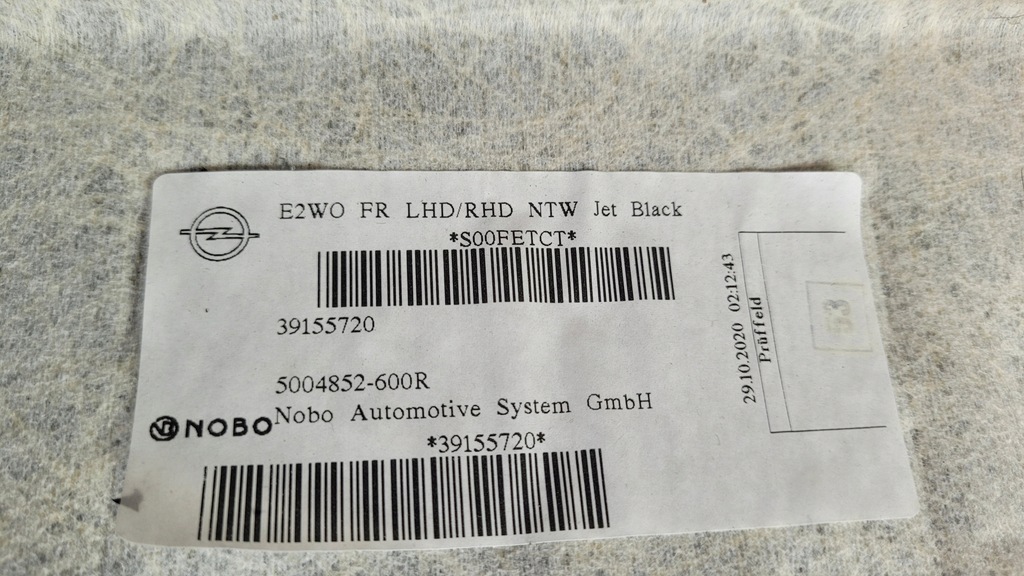 E2WO FR LHD/RHD NTW Jet Black
*S00FETCT*
39155720
5004852-600R
NOBO
Nobo Automotive System GmbH
*39155720*
29.10.2020 02:12:43
Prüffeld
53